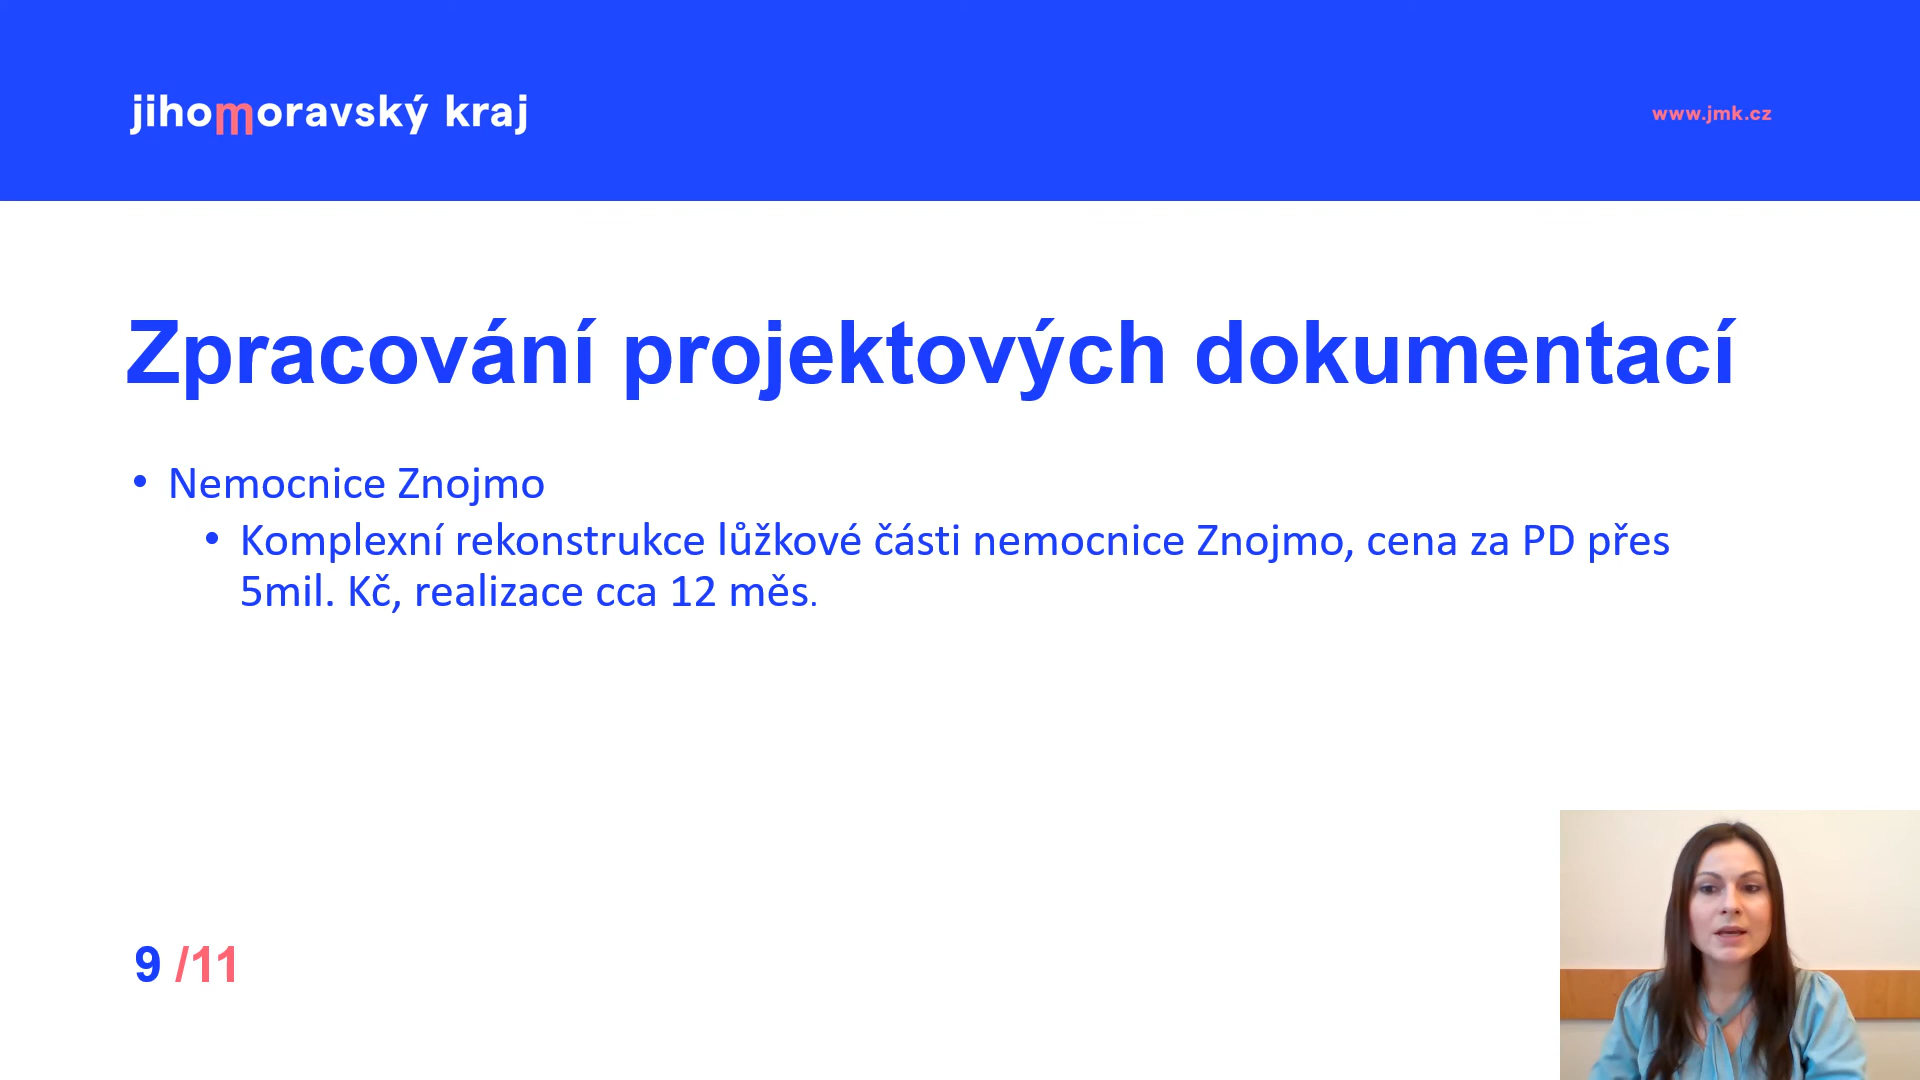 jihomoravský kraj
www.jmk.cz
Zpracování projektových dokumentací
• Nemocnice Znojmo
• Komplexní rekonstrukce lůžkové části nemocnice Znojmo, cena za PD přes
5mil. Kč, realizace cca 12 měs.
9 /11